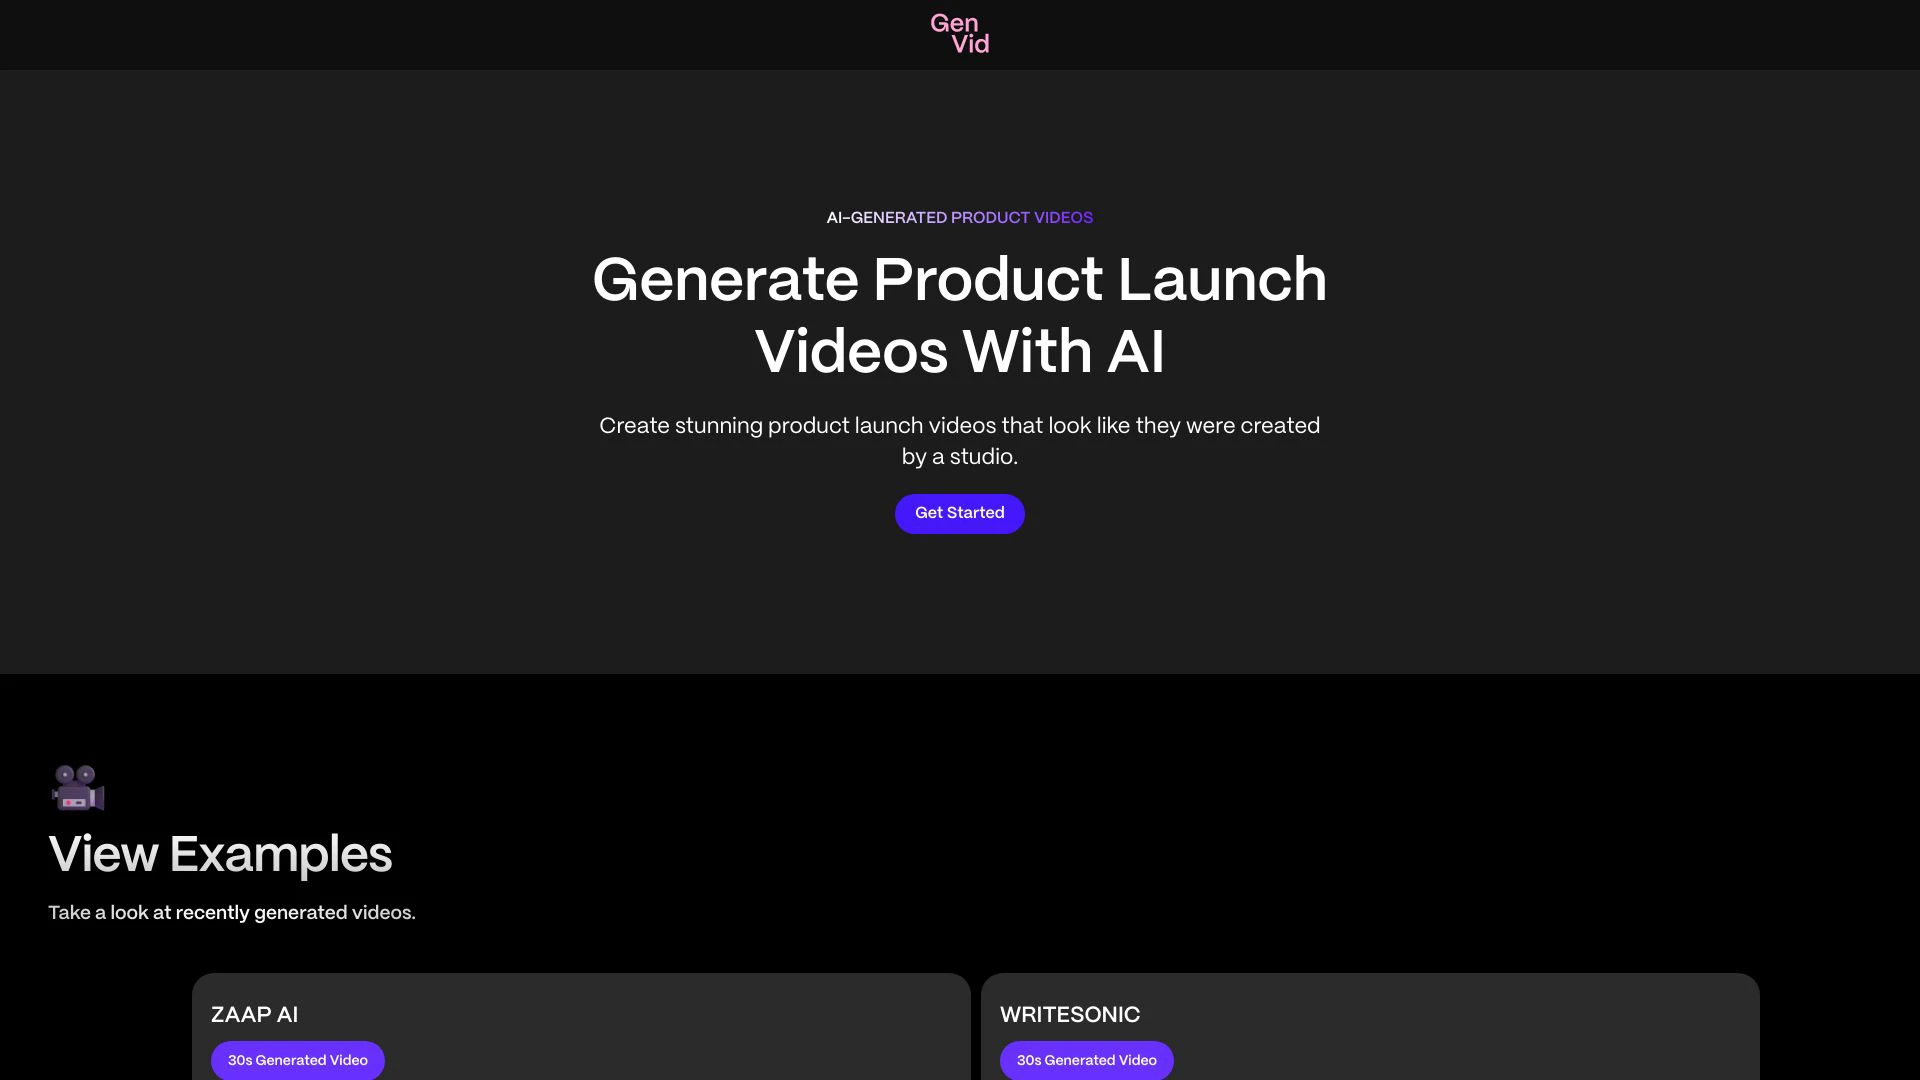 Gen
Vid
AI-GENERATED PRODUCT VIDEOS
Generate Product Launch
Videos With AI
Create stunning product launch videos that look like they were created
by a studio.
Get Started
View Examples
Take a look at recently generated videos.
ZAAP AI
30s Generated Video
WRITESONIC
30s Generated Video